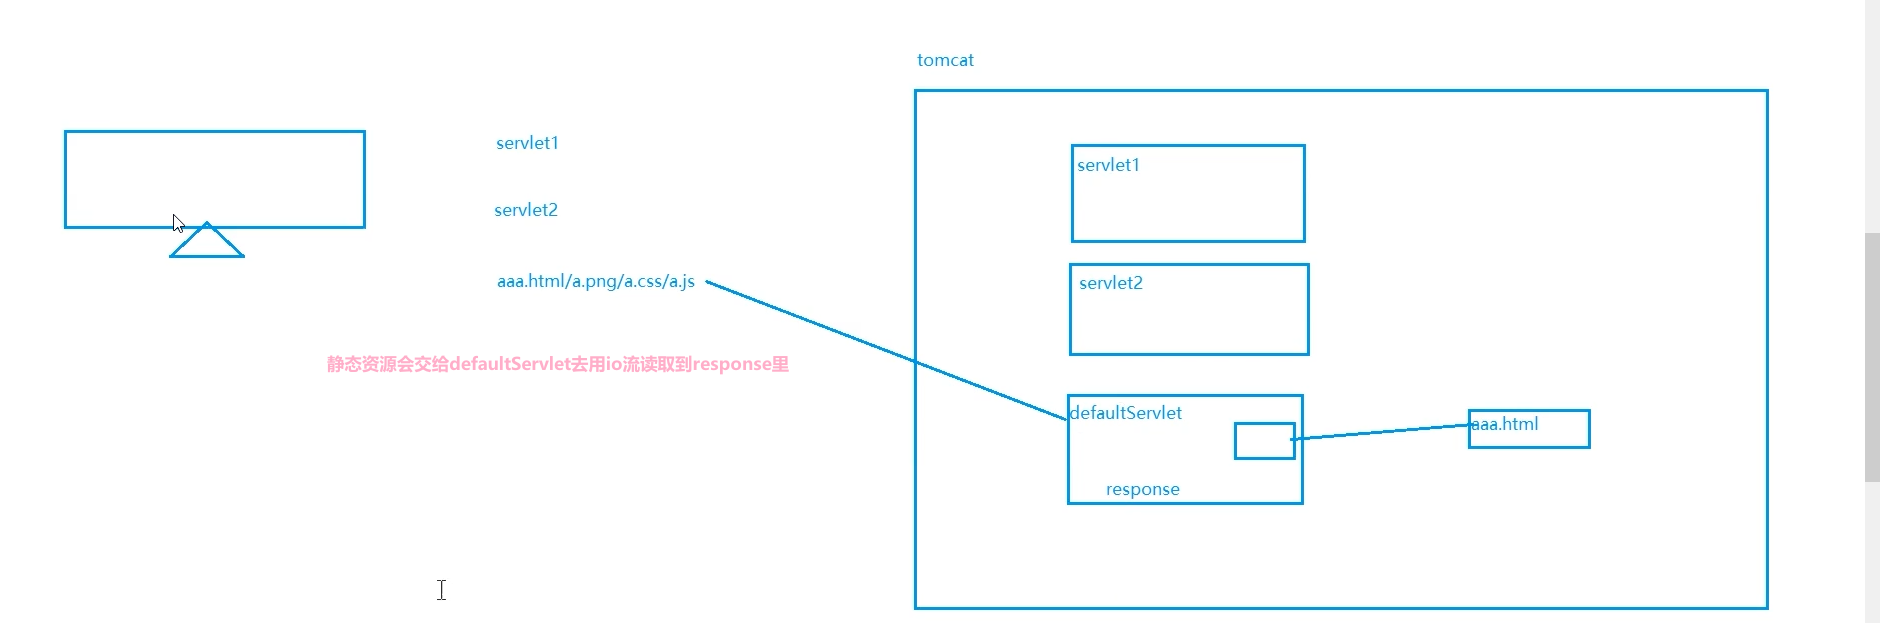 tomcat
servlet1
servlet1
servlet2
servlet2
aaa.html/a.png/a.css/a.js
静态资源会交给defaultServlet去用io流读取到response里
defaultServlet
aaa.html
response